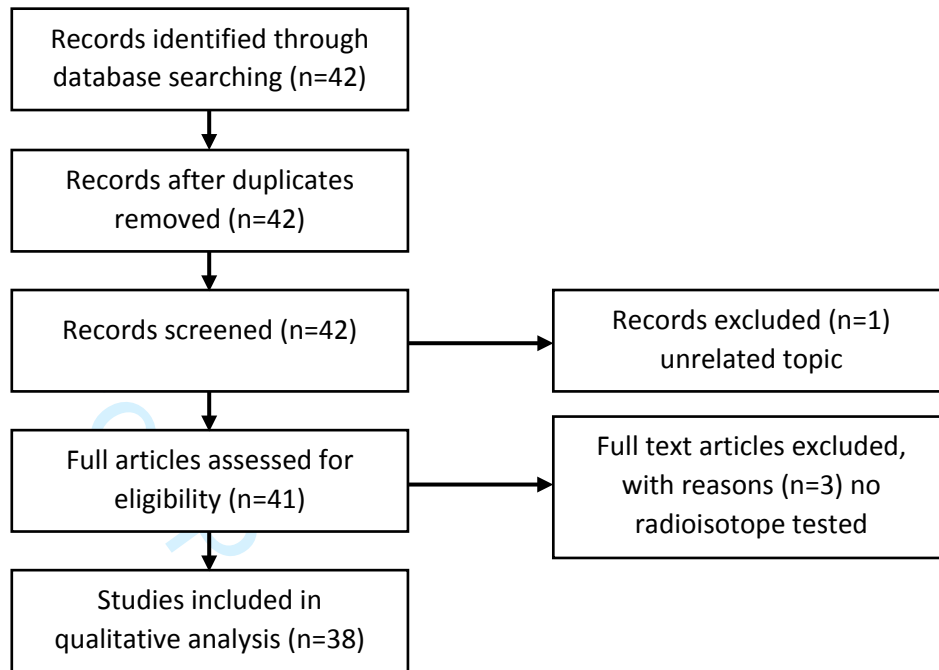 Records identified through
database searching (n=42)
Records after duplicates
removed (n=42)
Records screened (n=42)
Records excluded (n=1)
unrelated topic
Full articles assessed for
eligibility (n=41)
Full text articles excluded,
with reasons (n=3) no
radioisotope tested
Studies included in
qualitative analysis (n=38)